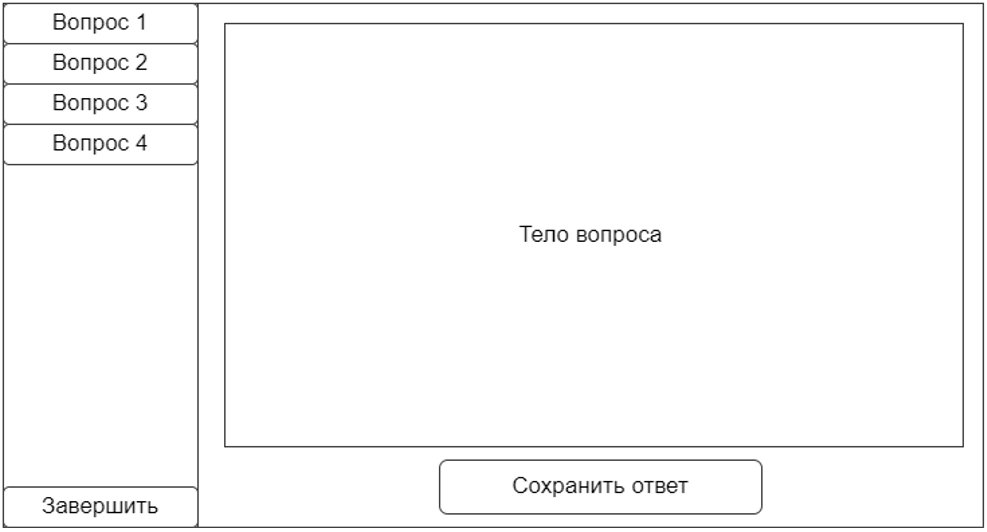 Вопрос 1
Вопрос 2
Вопрос 3
Вопрос 4
Завершить
Тело вопроса
Сохранить ответ